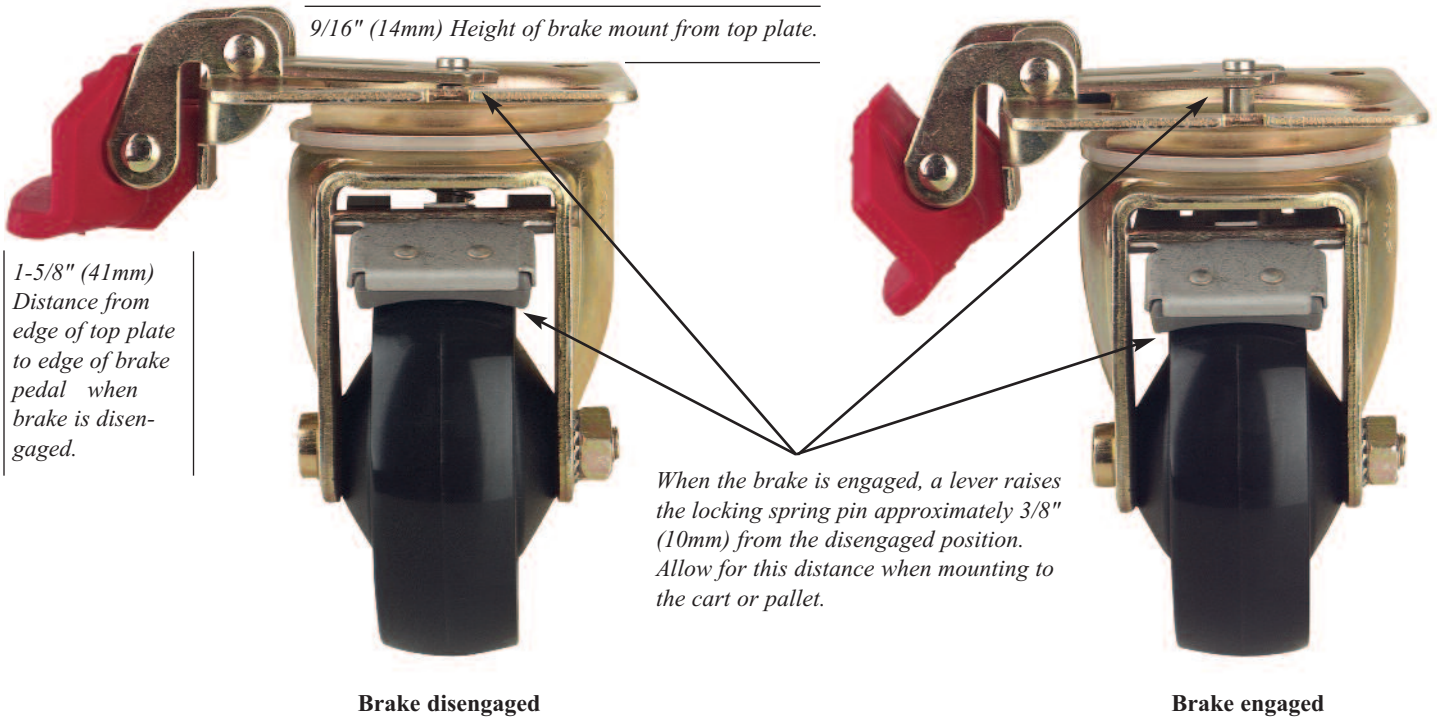 9/16" (14mm) Height of brake mount from top plate.
1-5/8" (41mm)
Distance from
edge of top plate
to edge of brake
pedal when
brake is disen-
gaged.
When the brake is engaged, a lever raises
the locking spring pin approximately 3/8"
(10mm) from the disengaged position.
Allow for this distance when mounting to
the cart or pallet.
Brake disengaged
Brake engaged